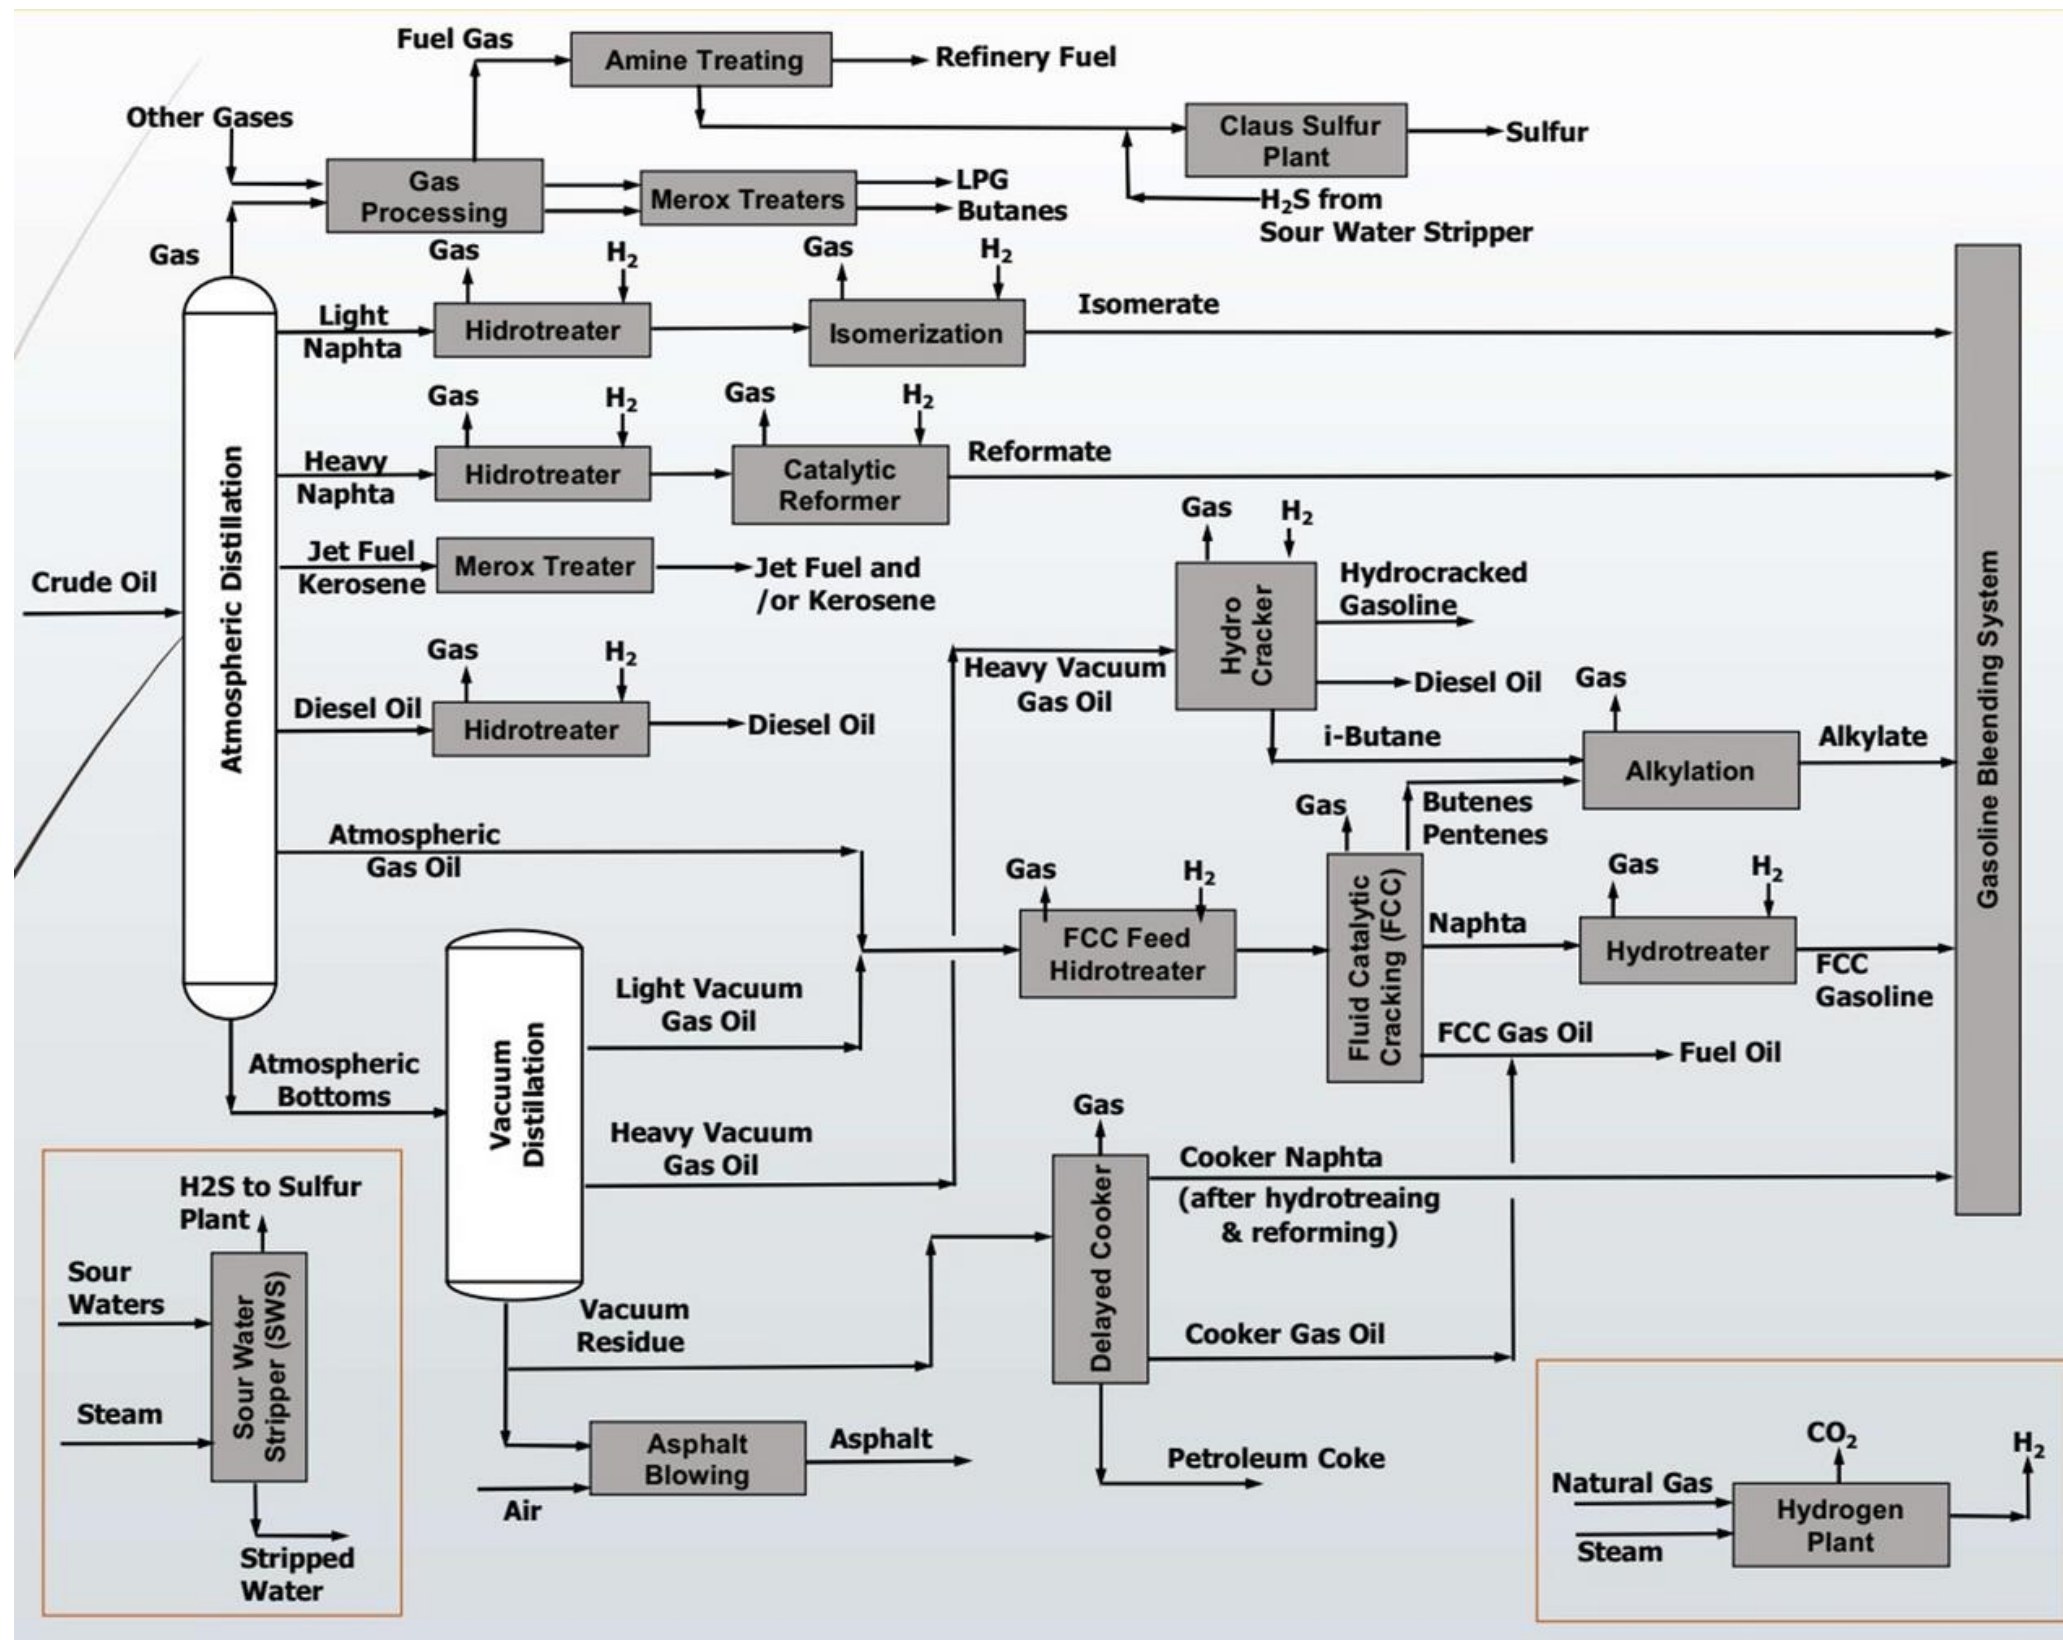 Fuel Gas
Amine Treating
Refinery Fuel
Other Gases
Claus Sulfur
Plant
Sulfur
Gas
Processing
Merox Treaters
LPG
Butanes
H₂S from
Sour Water Stripper
Gas
Gas
H₂
Gas
H₂
Light
Naphta
Hidrotreater
Isomerization
Isomerate
Gas
H₂
Gas
H₂
Heavy
Naphta
Hidrotreater
Catalytic
Reformer
Reformate
Crude Oil
Atmospheric Distillation
Jet Fuel
Kerosene
Merox Treater
Jet Fuel and
/or Kerosene
Gas
H₂
Hydro
Cracker
Hydrocracked
Gasoline
Diesel Oil
Heavy Vacuum
Gas Oil
Gas
H₂
Diesel Oil
Hidrotreater
Diesel Oil
i-Butane
Gas
Alkylation
Alkylate
Gasoline Bleending System
Atmospheric
Gas Oil
Gas
Butenes
Pentenes
Gas
H₂
FCC Feed
Hidrotreater
Fluid Catalytic
Cracking (FCC)
Naphta
Gas
H₂
Hydrotreater
FCC
Gasoline
FCC Gas Oil
Fuel Oil
Light Vacuum
Gas Oil
Vacuum
Distillation
Atmospheric
Bottoms
Heavy Vacuum
Gas Oil
Gas
Delayed Cooker
Cooker Naphta
(after hydrotreaing
& reforming)
Cooker Gas Oil
Petroleum Coke
Vacuum
Residue
Asphalt
Blowing
Asphalt
Air
H2S to Sulfur
Plant
Sour
Waters
Sour Water
Stripper (SWS)
Steam
Stripped
Water
CO₂
H₂
Natural Gas
Hydrogen
Plant
Steam